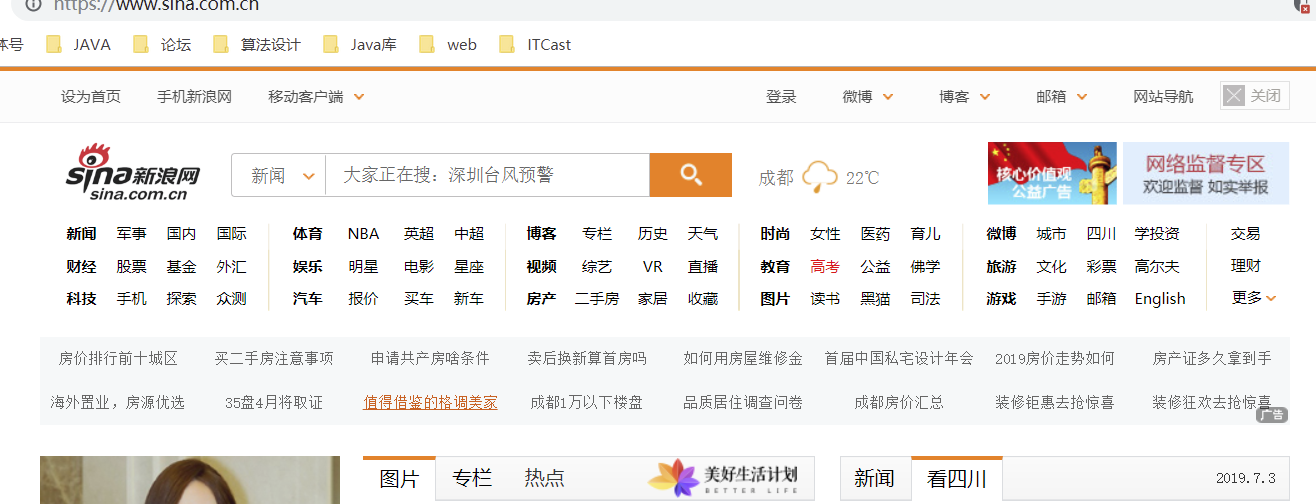 https://www.sina.com.cn
体号 JAVA 论坛 算法设计 Java库 web ITCast
设为首页 手机新浪网 移动客户端 登录 微博 博客 邮箱 网站导航 关闭
sina新浪网
sina.com.cn
新闻 大家正在搜：深圳台风预警 成都 22℃
核心价值观
公益广告
网络监督专区
欢迎监督 如实举报
新闻 军事 国内 国际 体育 NBA 英超 中超 博客 专栏 历史 天气 时尚 女性 医药 育儿 微博 城市 四川 学投资 交易
财经 股票 基金 外汇 娱乐 明星 电影 星座 视频 综艺 VR 直播 教育 高考 公益 佛学 旅游 文化 彩票 高尔夫 理财
科技 手机 探索 众测 汽车 报价 买车 新车 房产 二手房 家居 收藏 图片 读书 黑猫 司法 游戏 手游 邮箱 English 更多
房价排行前十城区 买二手房注意事项 申请共产房啥条件 卖后换新算首房吗 如何用房屋维修金 首届中国私宅设计年会 2019房价走势如何 房产证多久拿到手
海外置业，房源优选 35盘4月将取证 值得借鉴的格调美家 成都1万以下楼盘 品质居住调查问卷 成都房价汇总 装修钜惠去抢惊喜 装修狂欢去抢惊喜
广告
图片 专栏 热点 美好生活计划 新闻 看四川 2019.7.3
BETTER LIFE